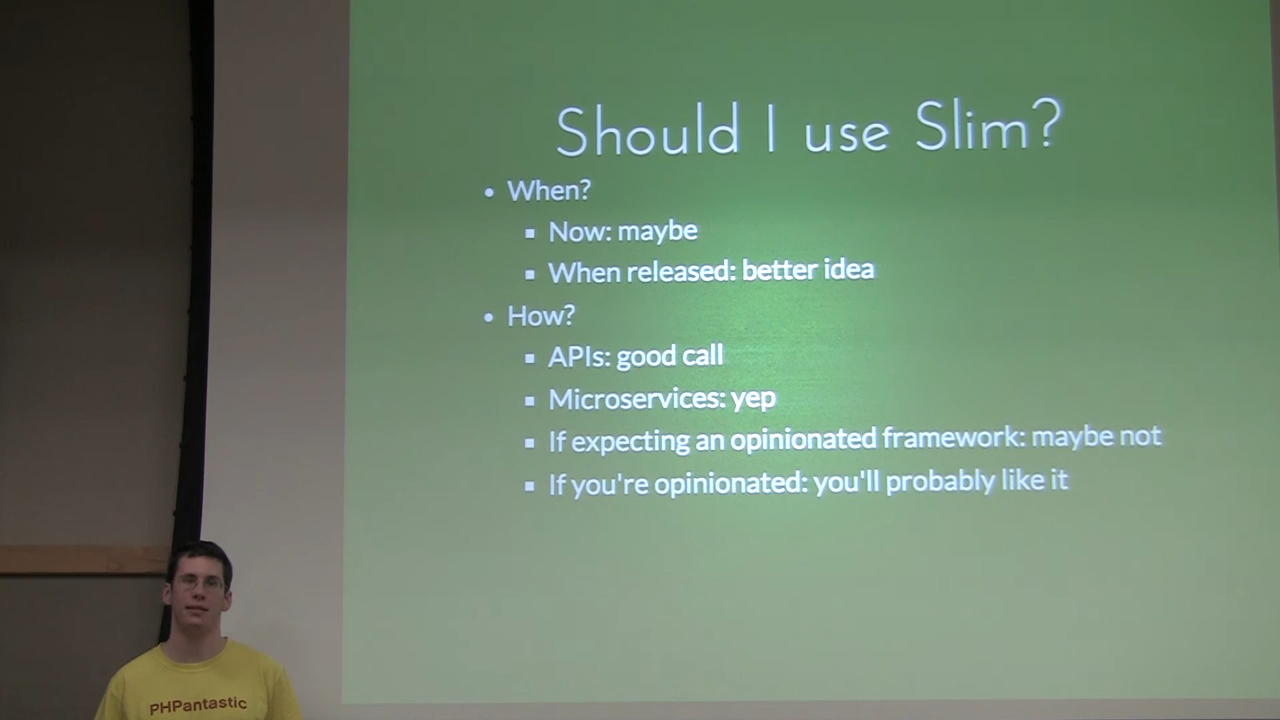 Should I use Slim?
• When?
▪ Now: maybe
▪ When released: better idea
• How?
▪ APIs: good call
▪ Microservices: yep
▪ If expecting an opinionated framework: maybe not
▪ If you're opinionated: you'll probably like it
PHPantastic